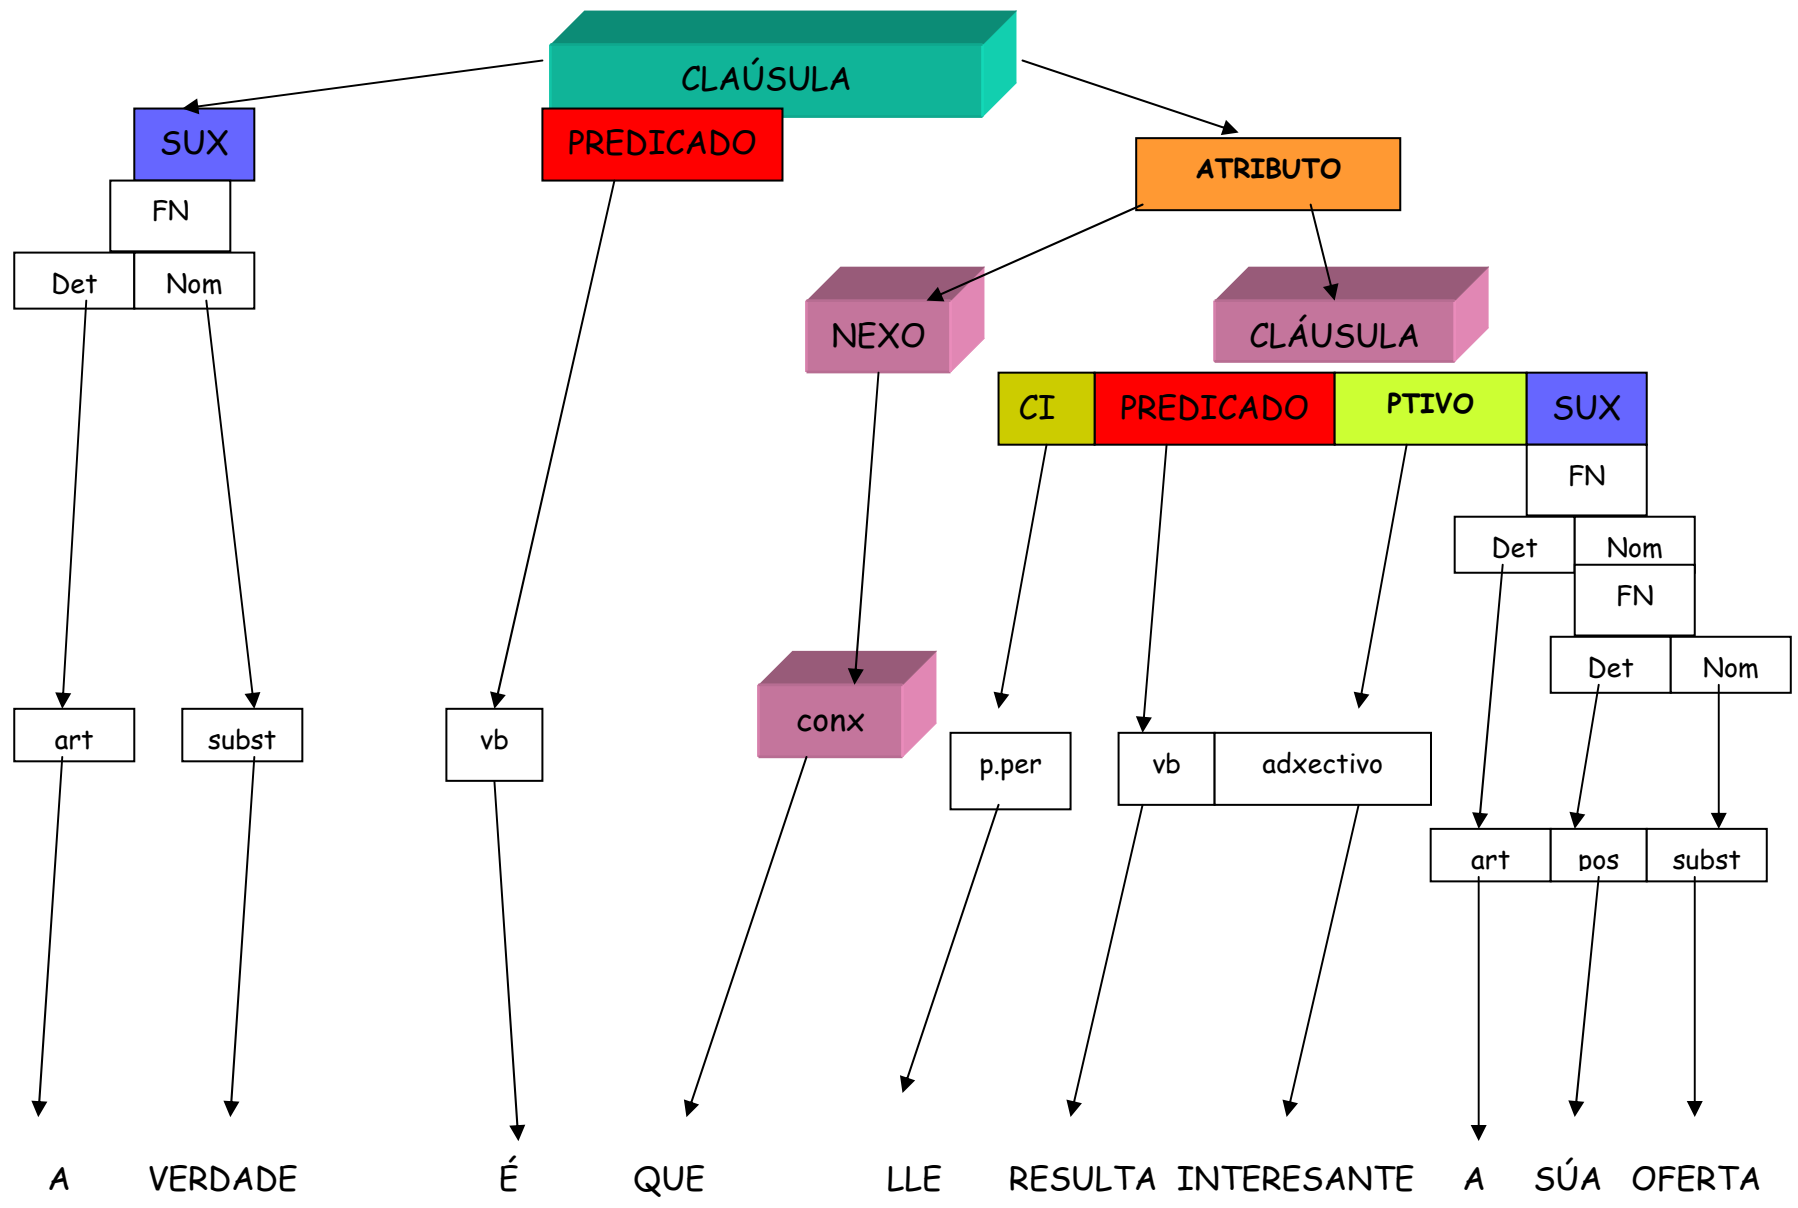 CLAÚSULA
SUX
PREDICADO
ATRIBUTO
FN
Det Nom
NEXO
CLÁUSULA
CI PREDICADO PTIVO SUX
FN
Det Nom
FN
Det Nom
art subst vb conx
p.per vb adxectivo
art pos subst
A VERDADE É QUE LLE RESULTA INTERESANTE A SÚA OFERTA